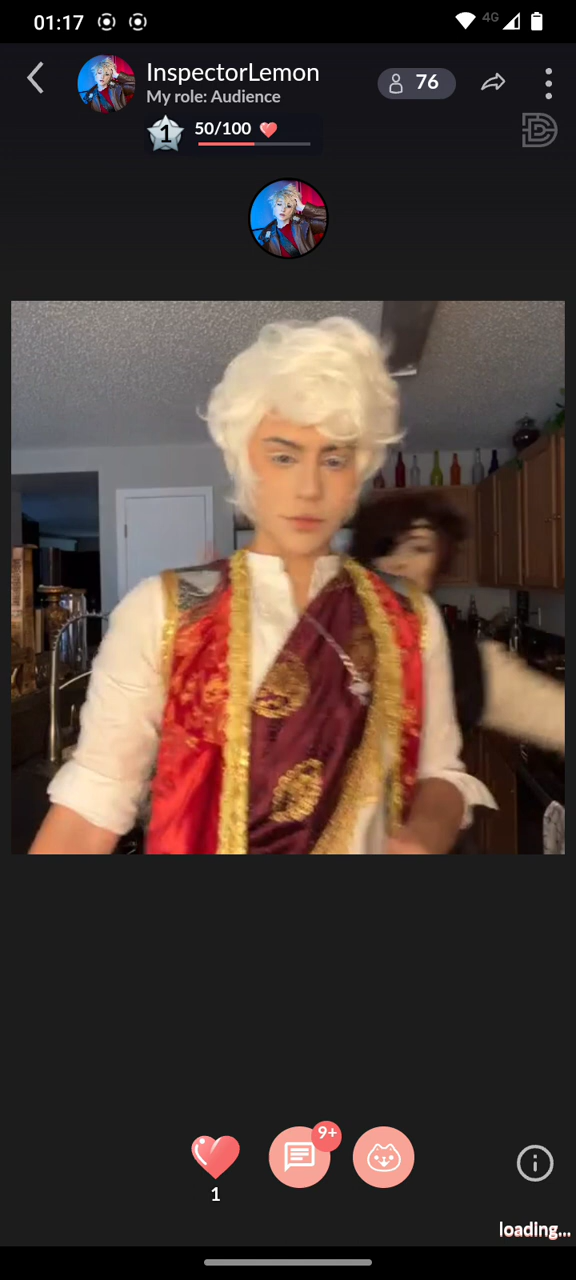 01:17
4G
InspectorLemon
My role: Audience
76
1
50/100
9+
1
loading...